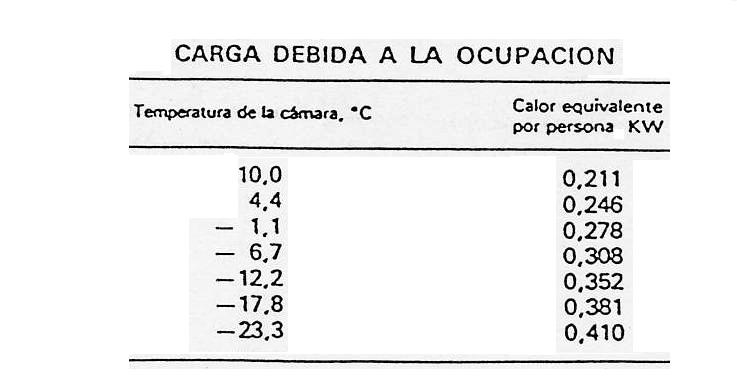 CARGA DEBIDA A LA OCUPACION
Temperatura de la cámara, °C
Calor equivalente
por persona KW
10,0 0,211
4,4 0,246
— 1,1 0,278
— 6,7 0,308
—12,2 0,352
—17,8 0,381
—23,3 0,410